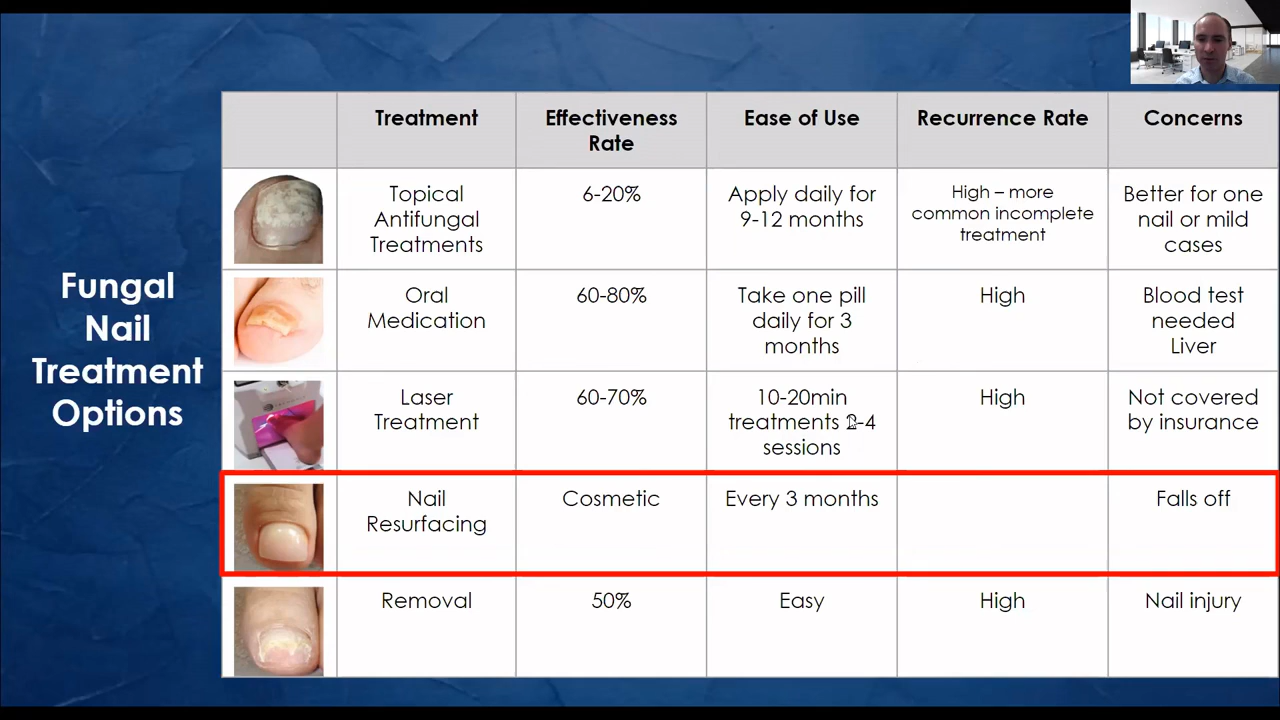 Fungal
Nail
Treatment
Options
Treatment
Effectiveness
Rate
Ease of Use
Recurrence Rate
Concerns
Topical
Antifungal
Treatments
6-20%
Apply daily for
9-12 months
High – more
common incomplete
treatment
Better for one
nail or mild
cases
Oral
Medication
60-80%
Take one pill
daily for 3
months
High
Blood test
needed
Liver
Laser
Treatment
60-70%
10-20min
treatments -4
sessions
High
Not covered
by insurance
Nail
Resurfacing
Cosmetic
Every 3 months
Falls off
Removal
50%
Easy
High
Nail injury